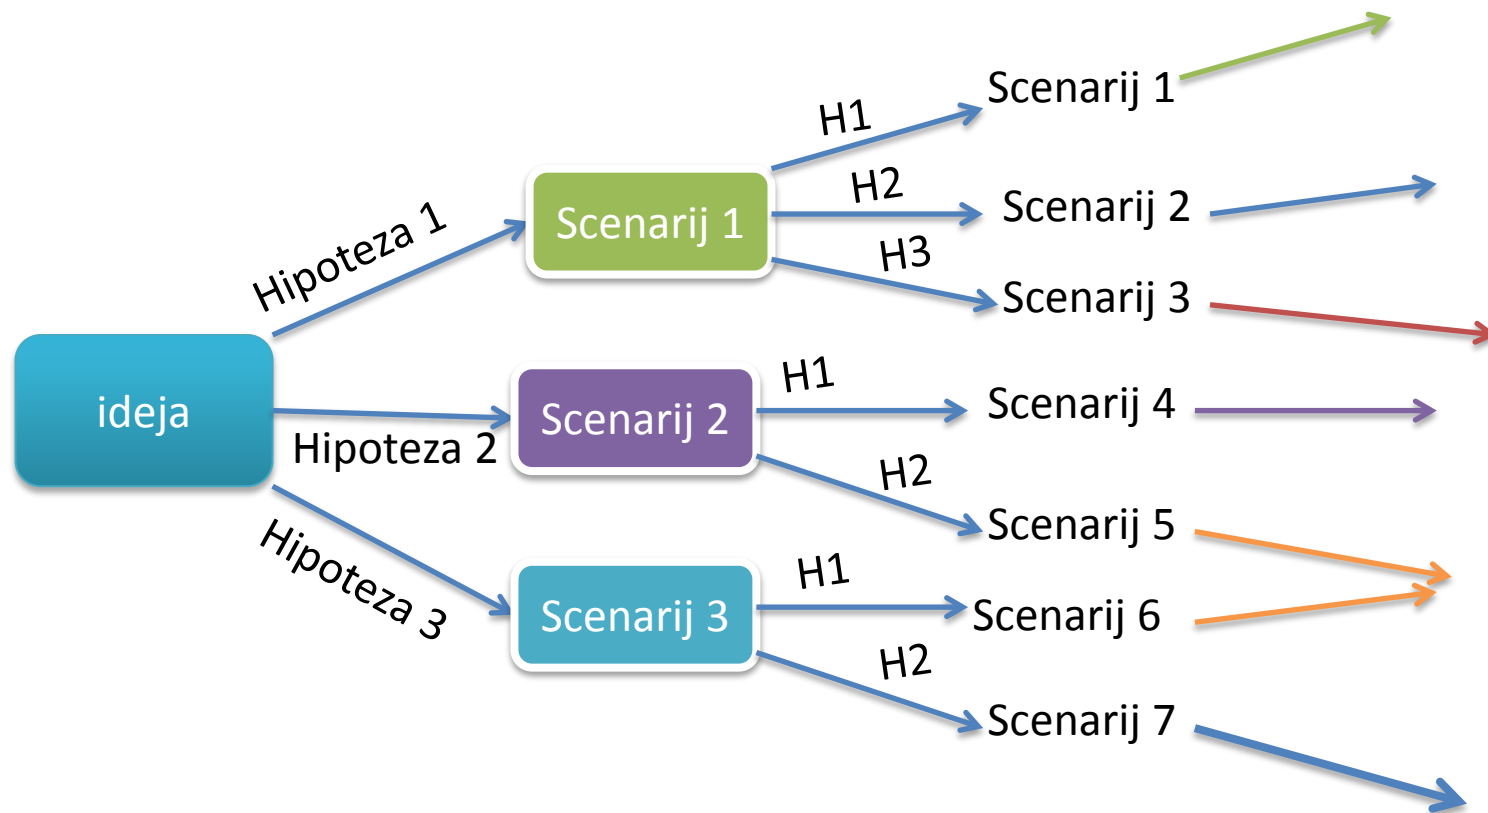 ideja
Hipoteza 1
Hipoteza 2
Hipoteza 3
Scenarij 1
H1
H2
H3
Scenarij 1
Scenarij 2
Scenarij 3
Scenarij 2
H1
H2
Scenarij 4
Scenarij 5
Scenarij 3
H1
H2
Scenarij 6
Scenarij 7